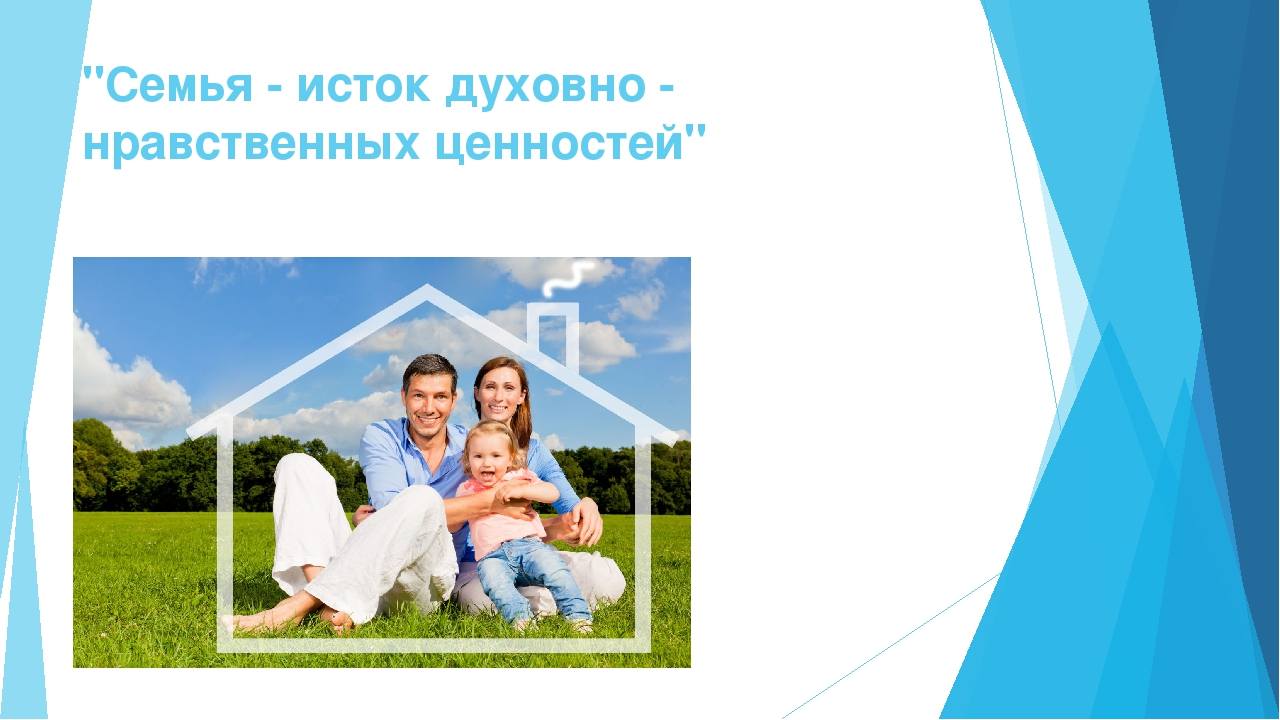 "Семья - исток духовно -
нравственных ценностей"